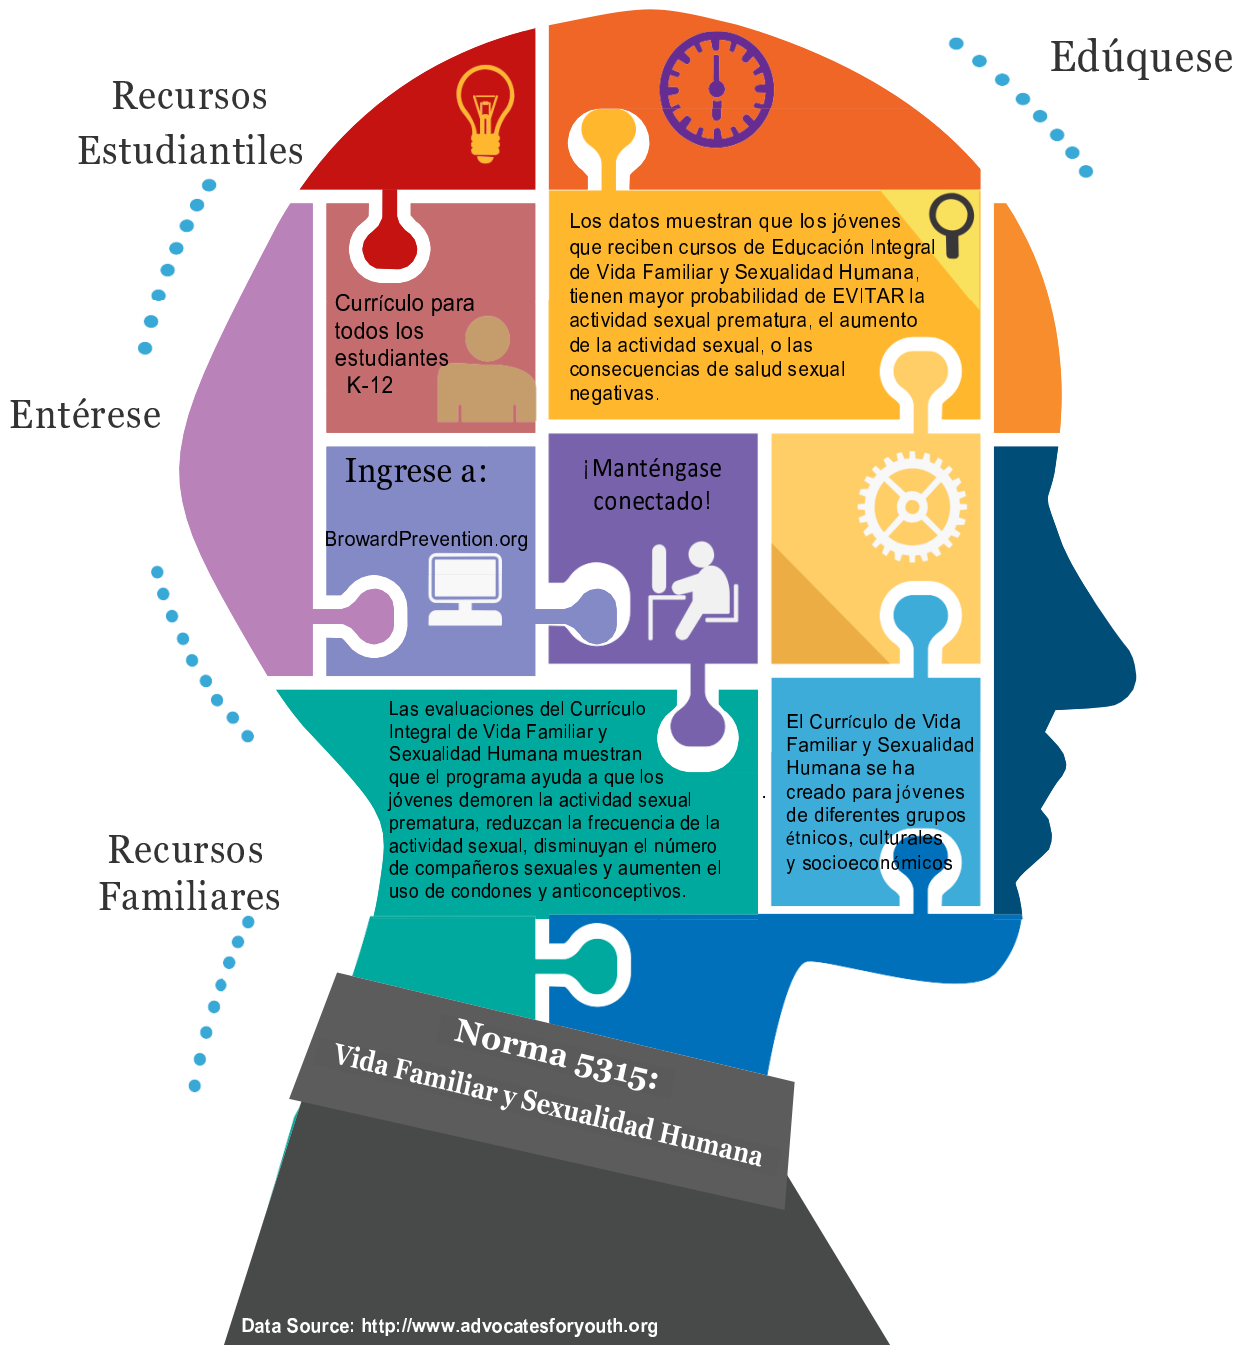 Edúquese
Recursos
Estudiantiles
Entérese
Recursos
Familiares
Currículo para
todos los
estudiantes
K-12
Los datos muestran que los jóvenes
que reciben cursos de Educación Integral
de Vida Familiar y Sexualidad Humana,
tienen mayor probabilidad de EVITAR la
actividad sexual prematura, el aumento
de la actividad sexual, o las
consecuencias de salud sexual
negativas.
Ingrese a:
BrowardPrevention.org
¡Manténgase
conectado!
Las evaluaciones del Currículo
Integral de Vida Familiar y
Sexualidad Humana muestran
que el programa ayuda a que los
jóvenes demoren la actividad sexual
prematura, reduzcan la frecuencia de la
actividad sexual, disminuyan el número
de compañeros sexuales y aumenten el
uso de condones y anticonceptivos.
El Currículo de Vida
Familiar y Sexualidad
Humana se ha
creado para jóvenes
de diferentes grupos
étnicos, culturales
y socioeconómicos
.
Norma 5315:
Vida Familiar y Sexualidad Humana
Data Source: http://www.advocatesforyouth.org